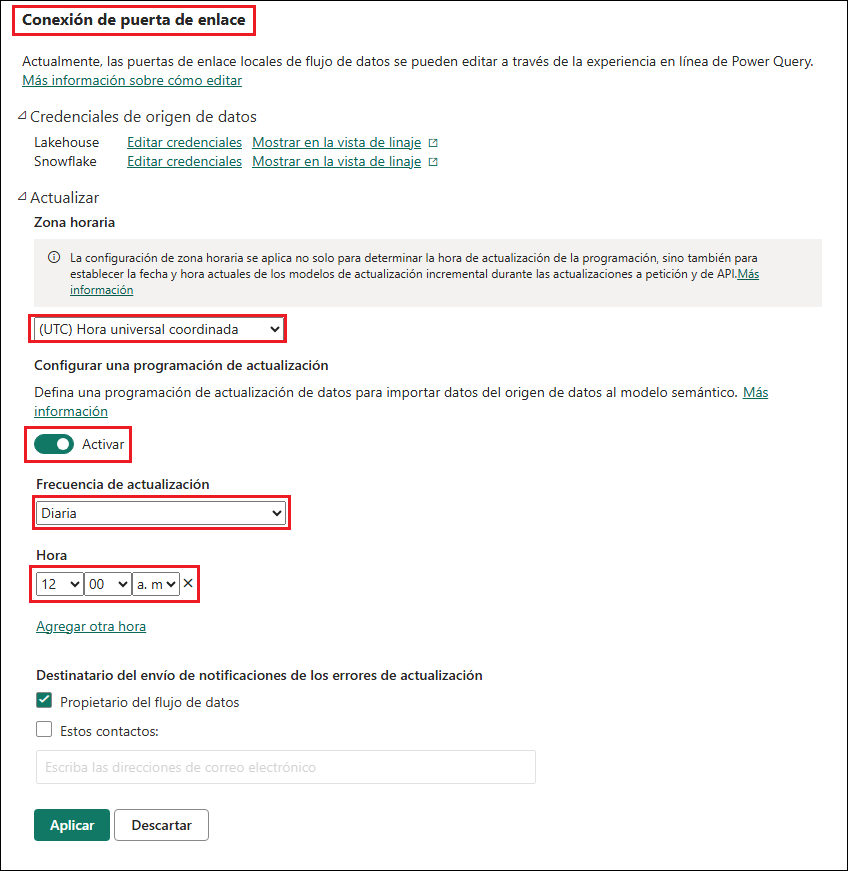 Conexión de puerta de enlace
Actualmente, las puertas de enlace locales de flujo de datos se pueden editar a través de la experiencia en línea de Power Query.
Más información sobre cómo editar
Credenciales de origen de datos
Lakehouse Editar credenciales Mostrar en la vista de linaje
Snowflake Editar credenciales Mostrar en la vista de linaje
Actualizar
Zona horaria
La configuración de zona horaria se aplica no solo para determinar la hora de actualización de la programación, sino también para
establecer la fecha y hora actuales de los modelos de actualización incremental durante las actualizaciones a petición y de API.Más
información
(UTC) Hora universal coordinada
Configurar una programación de actualización
Defina una programación de actualización de datos para importar datos del origen de datos al modelo semántico. Más
información
Activar
Frecuencia de actualización
Diaria
Hora
12 00 a. m
Agregar otra hora
Destinatario del envío de notificaciones de los errores de actualización
Propietario del flujo de datos
Estos contactos:
Escriba las direcciones de correo electrónico
Aplicar Descartar